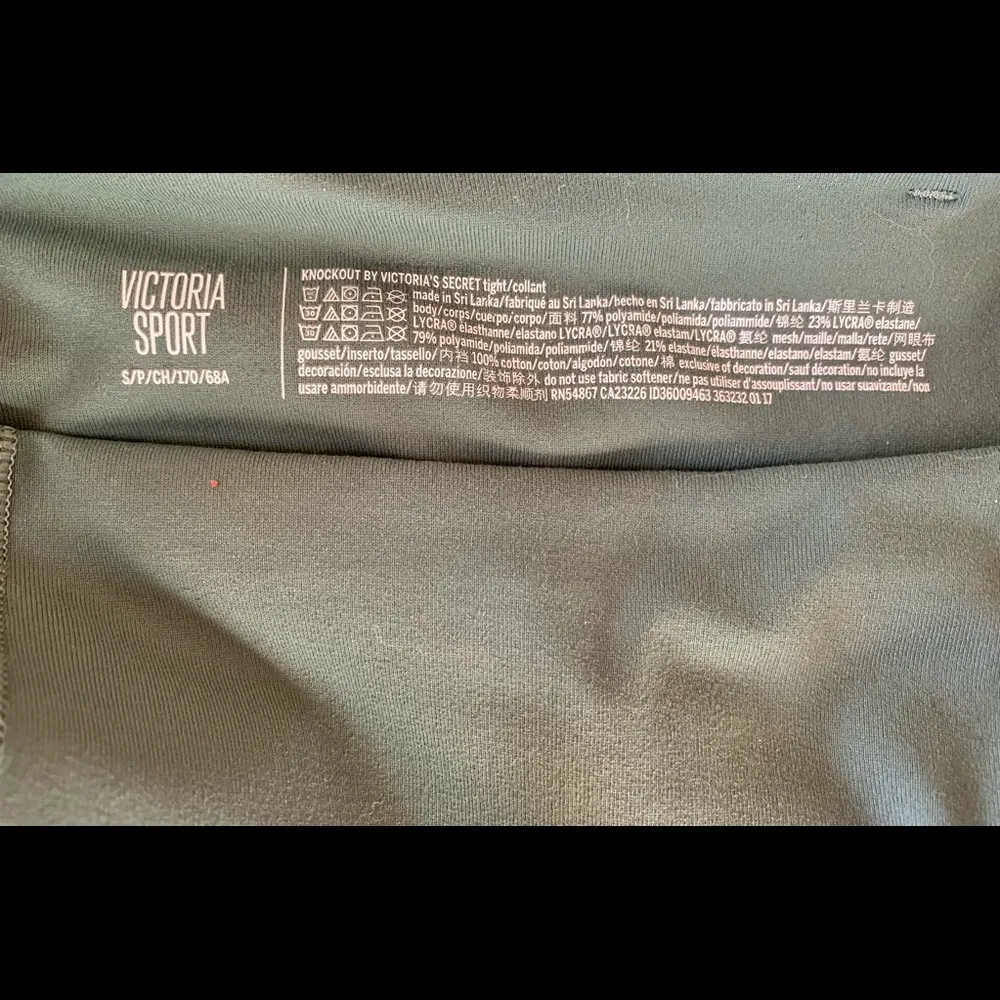 VICTORIA
SPORT
S/P/CH/170/68A
KNOCKOUT BY VICTORIA'S SECRET tight/collant
made in Sri Lanka/fabriqué au Sri Lanka/hecho en Sri Lanka/fabbricato in Sri Lanka/斯里兰卡制造
body/corps/cuerpo/corpo/面料 77% polyamide/poliamida/poliammide/锦纶 23% LYCRA® elastane/
LYCRA® élasthanne/elastano LYCRA®/LYCRA® elastam/LYCRA® 氨纶 mesh/maille/malla/rete/网眼布
79% polyamide/poliamida/poliammide/锦纶 21% elastane/élasthanne/elastano/elastam/氨纶 gusset/
gousset/inserto/tassello/内裆 100% cotton/coton/algodón/cotone/棉 exclusive of decoration/sauf décoration/no incluye la
decoración/esclusa la decorazione/装饰除外 do not use fabric softener/ne pas utiliser d'assouplissant/no usar suavizante/non
usare ammorbidente/请勿使用织物柔顺剂 RN54867 CA23226 ID36009463 363232 01 17